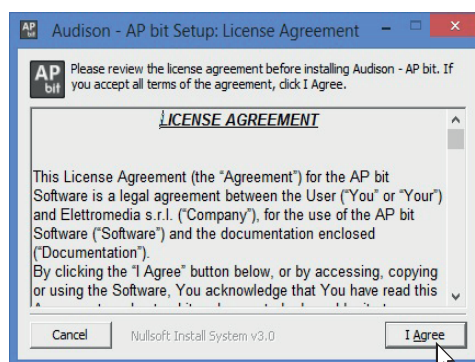 AP bit
Audison - AP bit Setup: License Agreement
AP bit
Please review the license agreement before installing Audison - AP bit. If
you accept all terms of the agreement, click I Agree.
LICENSE AGREEMENT
This License Agreement (the “Agreement”) for the AP bit
Software is a legal agreement between the User (“You” or “Your”)
and Elettromedia s.r.l. (“Company”), for the use of the AP bit
Software (“Software”) and the documentation enclosed
(“Documentation”).
By clicking the “I Agree” button below, or by accessing, copying
or using the Software, You acknowledge that You have read this
Cancel
Nullsoft Install System v3.0
I Agree